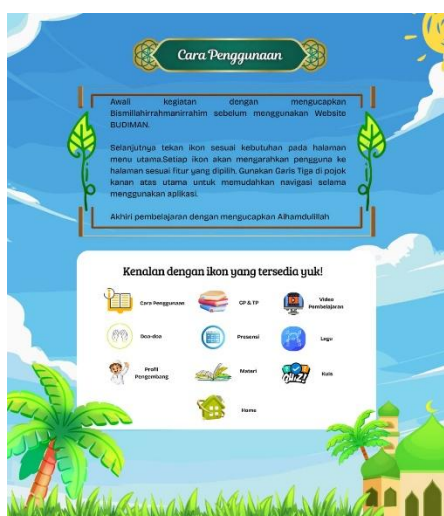 Cara Penggunaan
Awali kegiatan dengan mengucapkan
Bismillahirrahmanirrahim sebelum menggunakan Website
BUDIMAN.
Selanjutnya tekan ikon sesuai kebutuhan pada halaman
menu utama.Setiap ikon akan mengarahkan pengguna ke
halaman sesuai fitur yang dipilih. Gunakan Garis Tiga di pojok
kanan atas utama untuk memudahkan navigasi selama
menggunakan aplikasi.
Akhiri pembelajaran dengan mengucapkan Alhamdulillah
Kenalan dengan ikon yang tersedia yuk!
Cara Penggunaan
CP & TP
Video
Pembelajaran
Doa-doa
Presensi
Lagu
Profil
Pengembang
Materi
QUIZ!
Kuis
Home